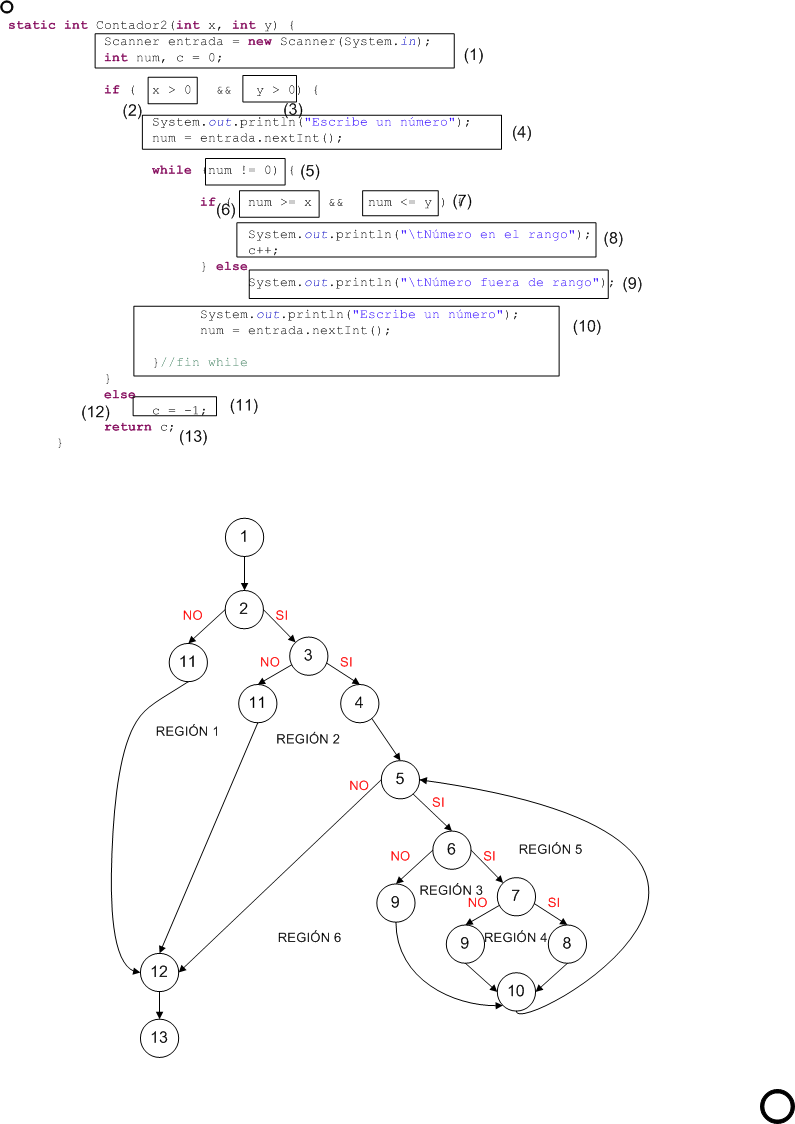 static int Contador2(int x, int y) {
Scanner entrada = new Scanner(System.in);
int num, c = 0;
(1)
if ( x > 0 && y > 0) {
(2) (3)
System.out.println("Escribe un número");
num = entrada.nextInt();
(4)
while (num != 0) { (5)
if ( num >= x && num <= y ) { (7)
(6)
System.out.println("\tNúmero en el rango");
c++;
(8)
} else
System.out.println("\tNúmero fuera de rango"); (9)
System.out.println("Escribe un número");
num = entrada.nextInt();
(10)
}//fin while
}
else
c = -1; (11)
(12)
return c;
(13)
}
1
2
NO SI
11 3
NO SI
11 4
REGIÓN 1 REGIÓN 2
5
NO SI
6
NO SI REGIÓN 5
REGIÓN 3 7
9 NO SI
REGIÓN 6 9 REGIÓN 4 8
12 10
13